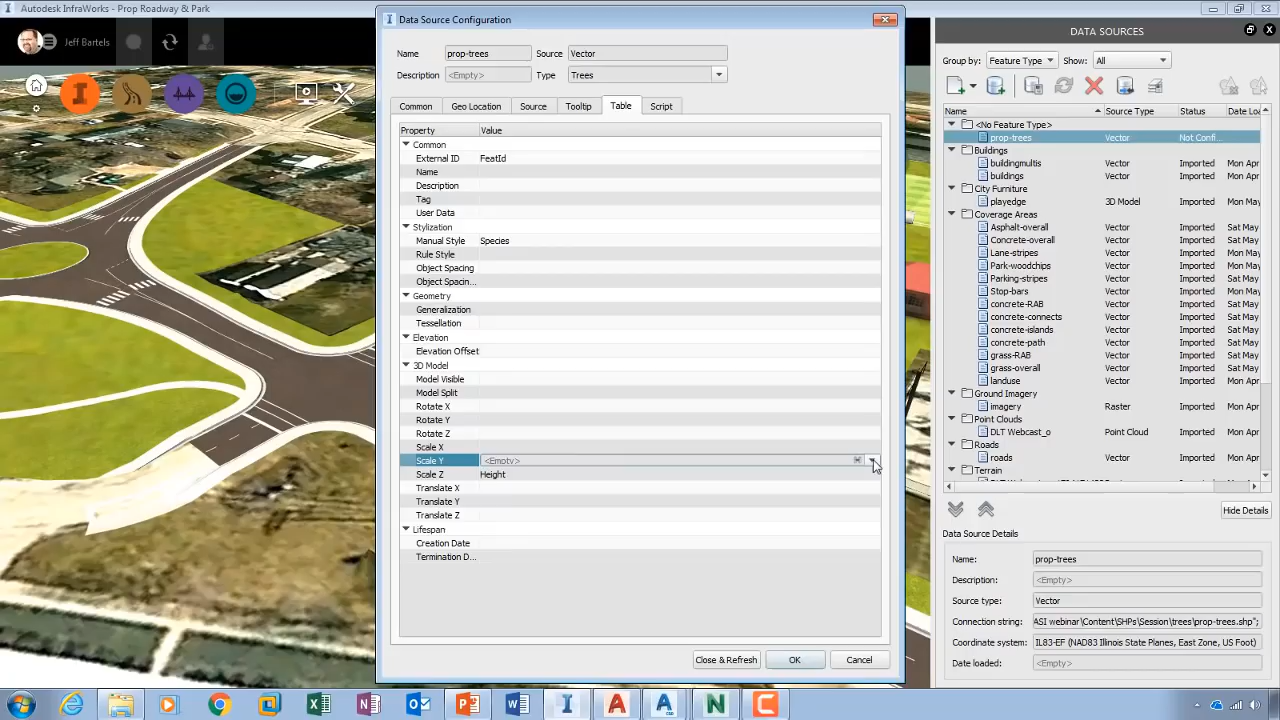 Autodesk InfraWorks - Prop Roadway & Park
Jeff Bartels
Data Source Configuration
Name prop-trees Source Vector
Description <Empty> Type Trees
Common Geo Location Source Tooltip Table Script
Property Value
Common
External ID FeatId
Name
Description
Tag
User Data
Stylization
Manual Style Species
Rule Style
Object Spacing
Object Spacin...
Geometry
Generalization
Tessellation
Elevation
Elevation Offset
3D Model
Model Visible
Model Split
Rotate X
Rotate Y
Rotate Z
Scale X
Scale Y <Empty>
Scale Z Height
Translate X
Translate Y
Translate Z
Lifespan
Creation Date
Termination D...
Close & Refresh OK Cancel
DATA SOURCES
Group by: Feature Type Show: All
Name Source Type Status Date Loa
<No Feature Type>
prop-trees Vector Not Confi...
Buildings
buildingmultis Vector Imported Mon Apr
buildings Vector Imported Mon Apr
City Furniture
playedge 3D Model Imported Mon May
Coverage Areas
Asphalt-overall Vector Imported Sat May
Concrete-overall Vector Imported Sat May
Lane-stripes Vector Imported Sat May
Park-woodchips Vector Imported Sat May
Parking-stripes Vector Imported Sat May
Stop-bars Vector Imported Sat May
concrete-RAB Vector Imported Sat May
concrete-connects Vector Imported Sat May
concrete-islands Vector Imported Sat May
concrete-path Vector Imported Sat May
grass-RAB Vector Imported Sat May
grass-overall Vector Imported Sat May
landuse Vector Imported Mon Apr
Ground Imagery
imagery Raster Imported Mon Apr
Point Clouds
DLT Webcast_o Point Cloud Imported Mon Apr
Roads
roads Vector Imported Mon Apr
Terrain
Hide Details
Data Source Details
Name: prop-trees
Description: <Empty>
Source type: Vector
Connection string: ASI webinar\Content\SHPs\Session\trees\prop-trees.shp";
Coordinate system: IL83-EF (NAD83 Illinois State Planes, East Zone, US Foot)
Date loaded: <Empty>